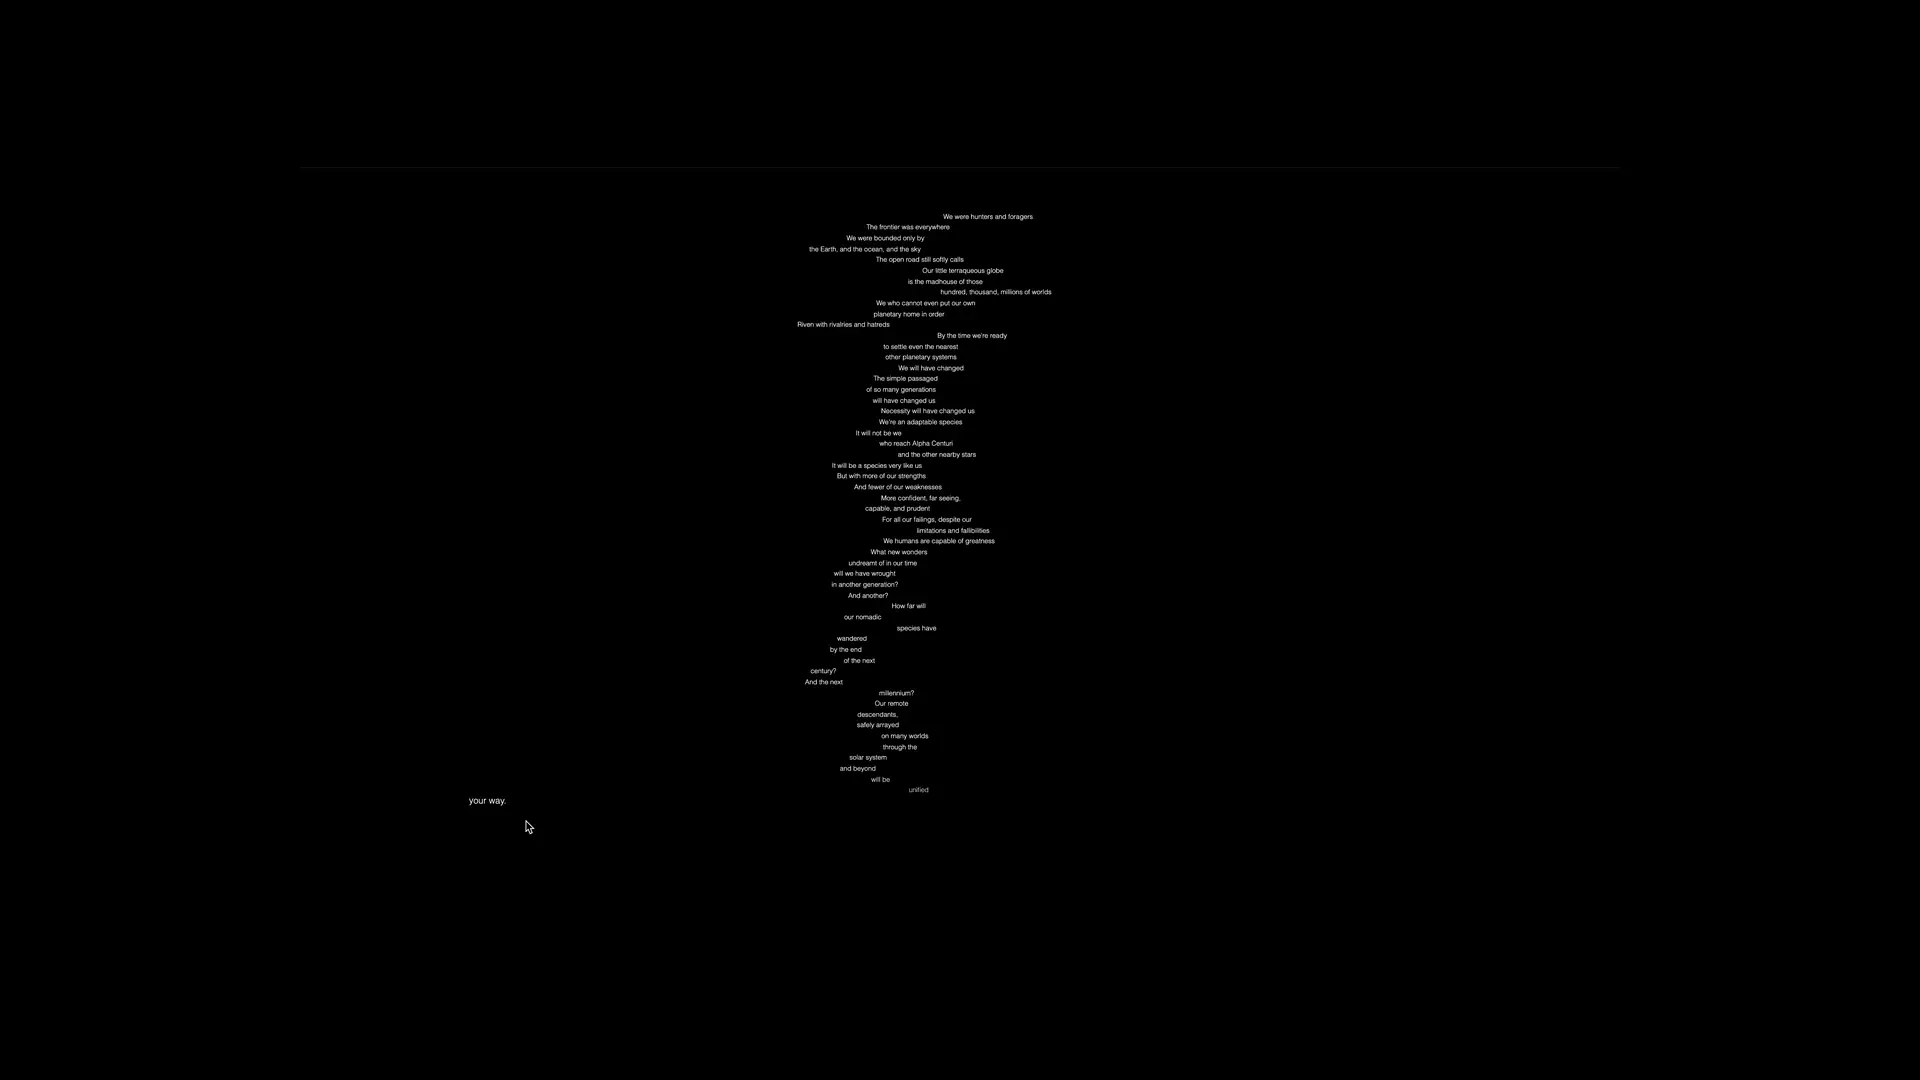 We were hunters and foragers
The frontier was everywhere
We were bounded only by
the Earth, and the ocean, and the sky
The open road still softly calls
Our little terraqueous globe
is the madhouse of those
hundred, thousand, millions of worlds
We who cannot even put our own
planetary home in order
Riven with rivalries and hatreds
By the time we're ready
to settle even the nearest
other planetary systems
We will have changed
The simple passaged
of so many generations
will have changed us
Necessity will have changed us
We're an adaptable species
It will not be we
who reach Alpha Centuri
and the other nearby stars
It will be a species very like us
But with more of our strengths
And fewer of our weaknesses
More confident, far seeing,
capable, and prudent
For all our failings, despite our
limitations and fallibilities
We humans are capable of greatness
What new wonders
undreamt of in our time
will we have wrought
in another generation?
And another?
How far will
our nomadic
species have
wandered
by the end
of the next
century?
And the next
millennium?
Our remote
descendants,
safely arrayed
on many worlds
through the
solar system
and beyond
will be
unified
your way.